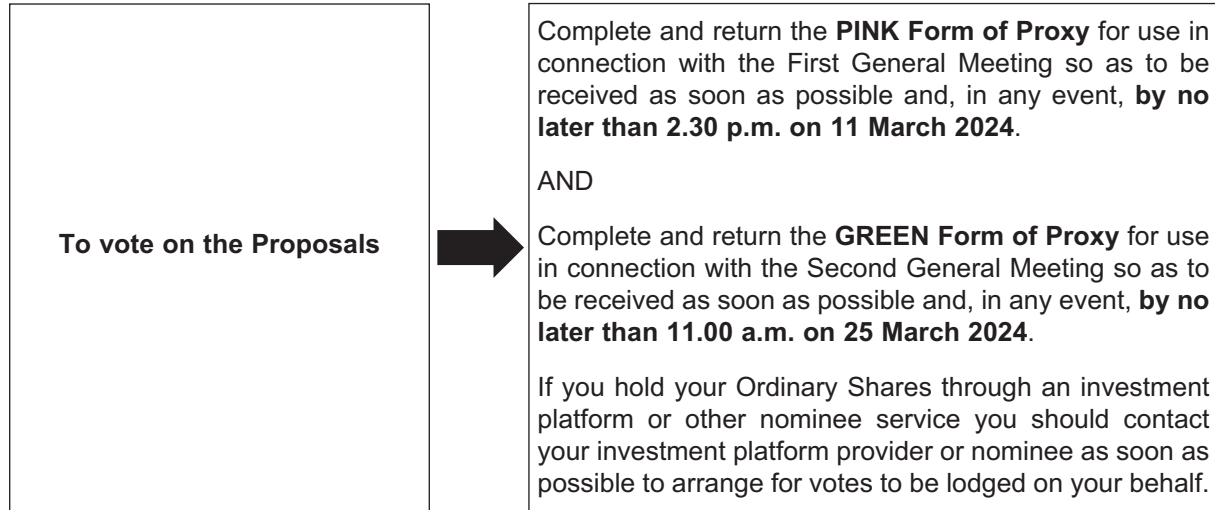 To vote on the Proposals
Complete and return the PINK Form of Proxy for use in
connection with the First General Meeting so as to be
received as soon as possible and, in any event, by no
later than 2.30 p.m. on 11 March 2024.
AND
Complete and return the GREEN Form of Proxy for use
in connection with the Second General Meeting so as to
be received as soon as possible and, in any event, by no
later than 11.00 a.m. on 25 March 2024.
If you hold your Ordinary Shares through an investment
platform or other nominee service you should contact
your investment platform provider or nominee as soon as
possible to arrange for votes to be lodged on your behalf.